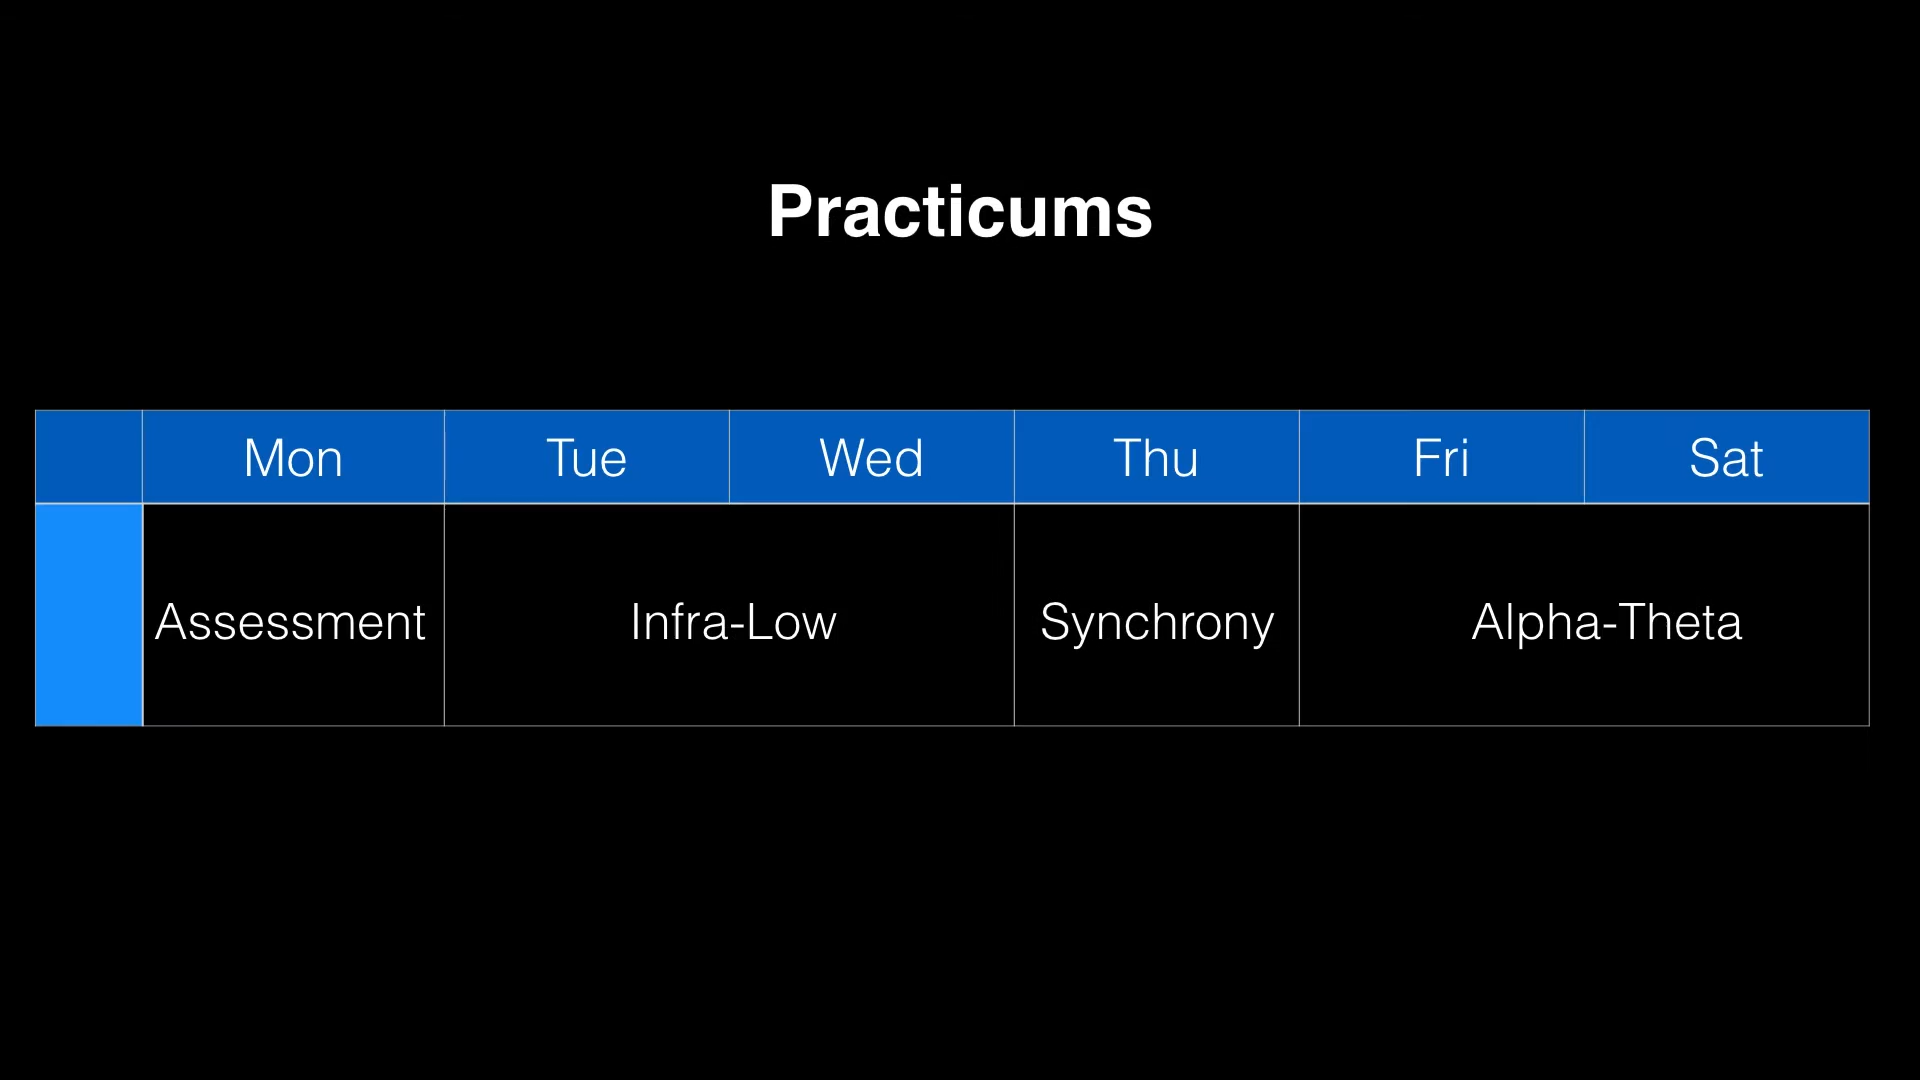 Practicums
Mon Tue Wed Thu Fri Sat
Assessment Infra-Low Synchrony Alpha-Theta